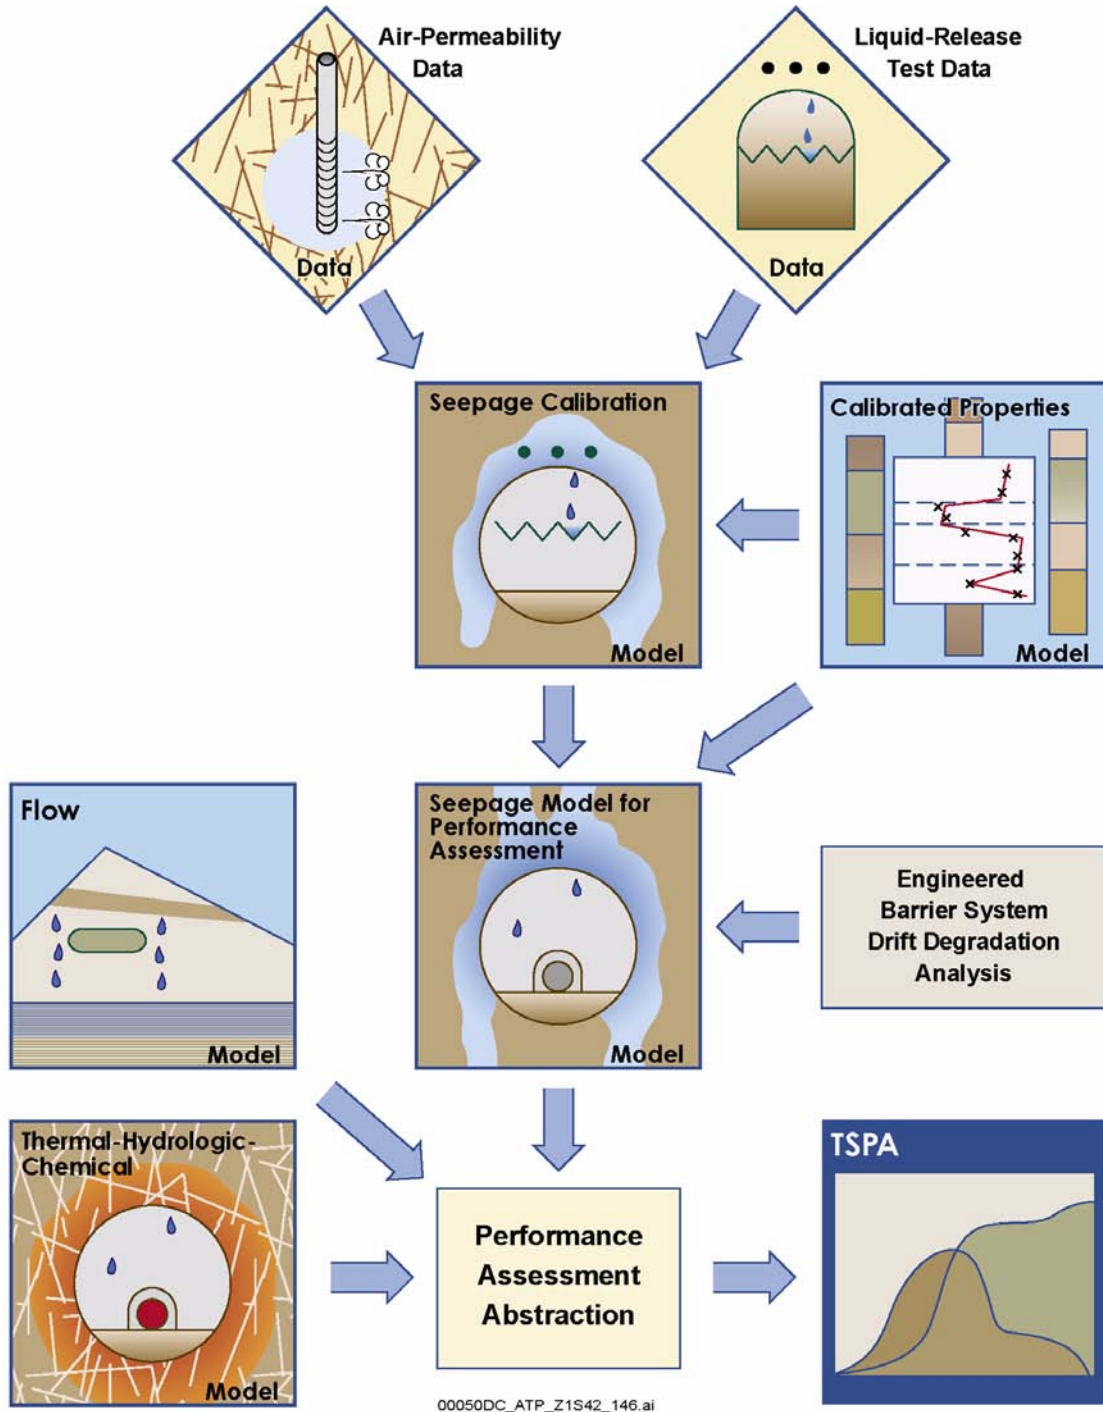 Air-Permeability
Data
Data
Liquid-Release
Test Data
Data
Seepage Calibration
Model
Calibrated Properties
Model
Flow
Model
Seepage Model for
Performance
Assessment
Model
Engineered
Barrier System
Drift Degradation
Analysis
Thermal-Hydrologic-
Chemical
Model
Performance
Assessment
Abstraction
TSPA
00050DC_ATP_Z1S42_146.ai